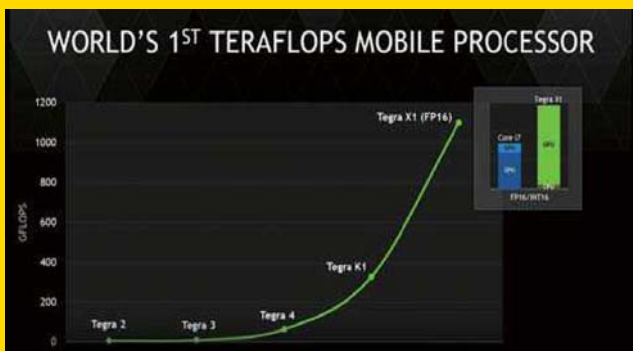 WORLD'S 1ST TERAFLOPS MOBILE PROCESSOR
1200
1000
800
600
400
200
0
GFLOPS
Tegra 2
Tegra 3
Tegra 4
Tegra K1
Tegra X1 (FP16)
Tegra X1
Core i7
GPU
CPU
FP16/INT16